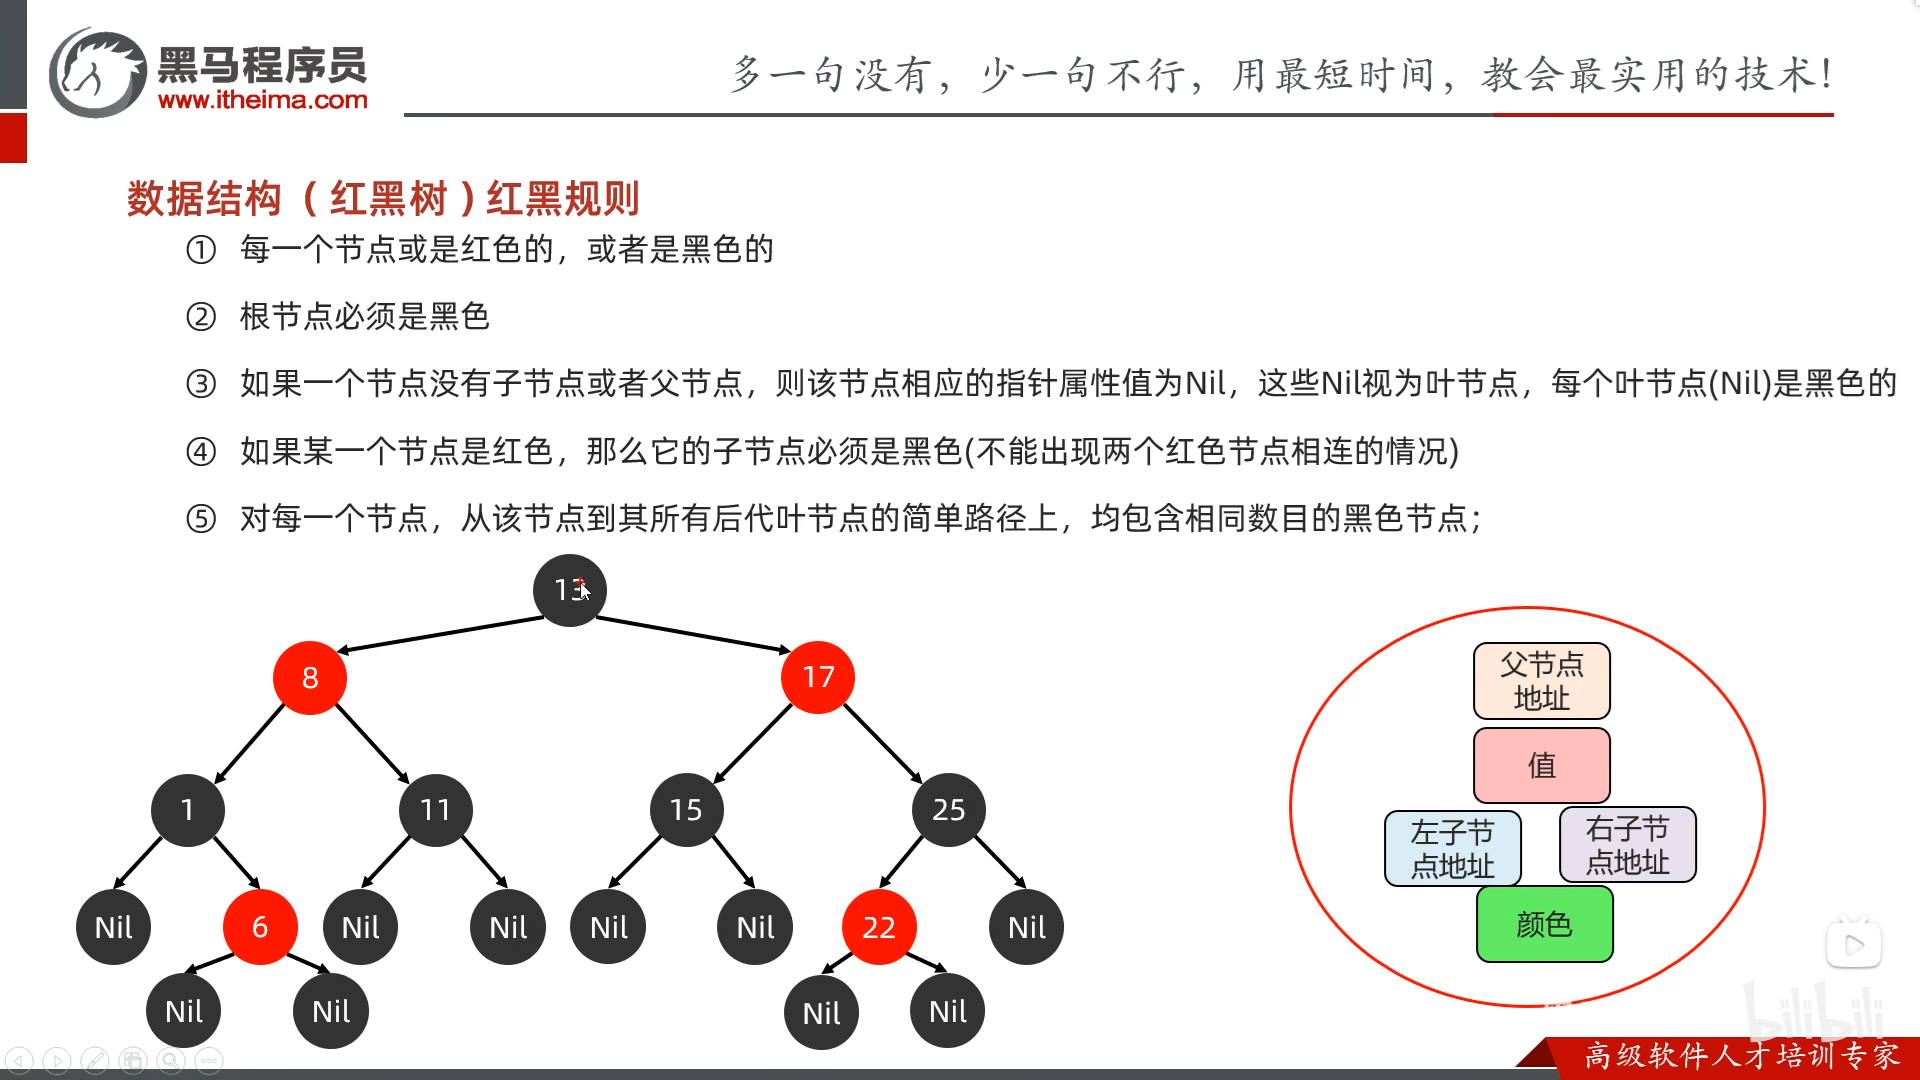 黑马程序员
www.itheima.com
多一句没有，少一句不行，用最短时间，教会最实用的技术！
数据结构（红黑树）红黑规则
① 每一个节点或是红色的，或者是黑色的
② 根节点必须是黑色
③ 如果一个节点没有子节点或者父节点，则该节点相应的指针属性值为Nil，这些Nil视为叶节点，每个叶节点(Nil)是黑色的
④ 如果某一个节点是红色，那么它的子节点必须是黑色(不能出现两个红色节点相连的情况)
⑤ 对每一个节点，从该节点到其所有后代叶节点的简单路径上，均包含相同数目的黑色节点；
13
8 17
1 11 15 25
Nil 6 Nil Nil Nil Nil 22 Nil
Nil Nil Nil Nil
父节点
地址
值
左子节
点地址
右子节
点地址
颜色
bilibili
高级软件人才培训专家